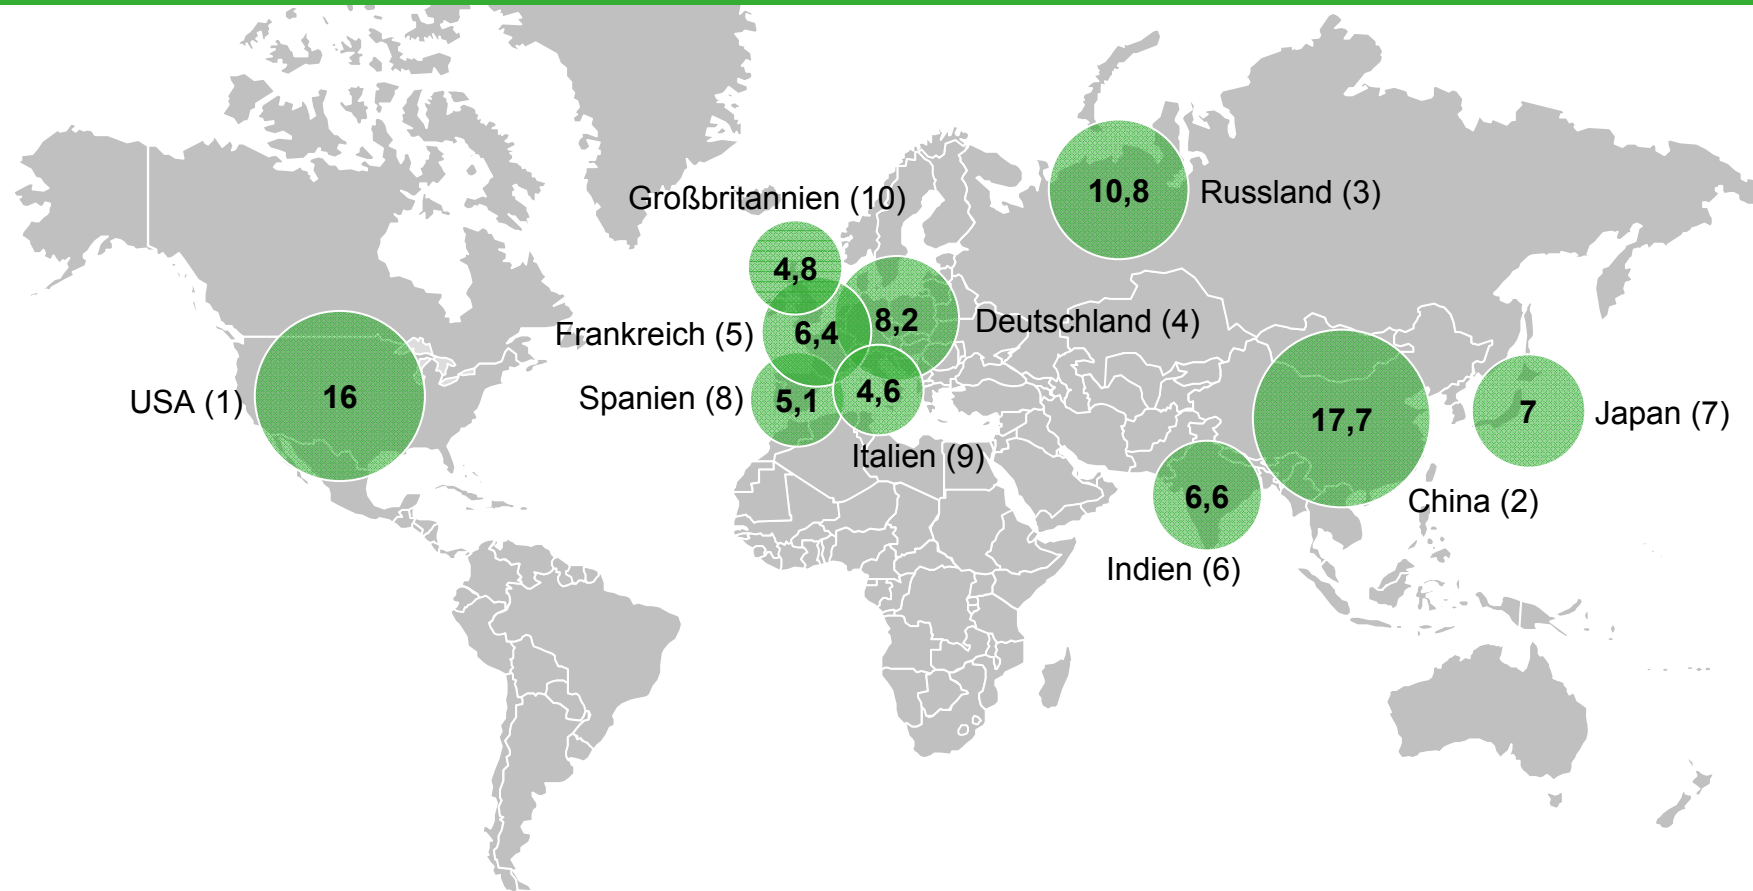 10,8
Russland (3)
Großbritannien (10)
4,8
Frankreich (5)
6,4
8,2
Deutschland (4)
USA (1)
16
Spanien (8)
5,1
4,6
Italien (9)
17,7
China (2)
7
Japan (7)
6,6
Indien (6)